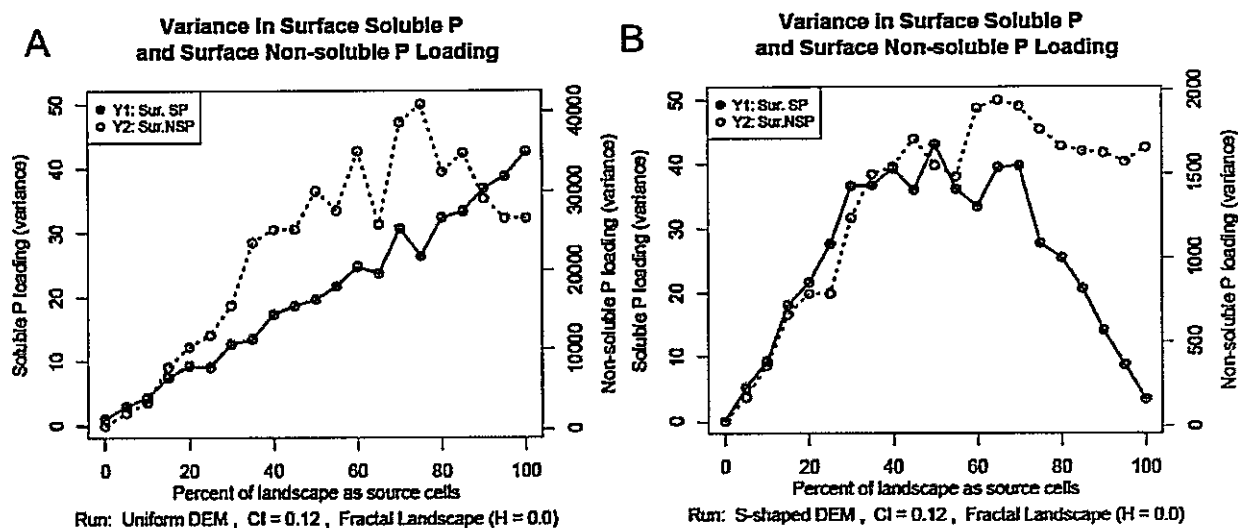 A
Variance in Surface Soluble P
and Surface Non-soluble P Loading
Y1: Sur. SP
Y2: Sur.NSP
Soluble P loading (variance)
50
40
30
20
10
0
Non-soluble P loading (variance)
40000
30000
20000
10000
0
0 20 40 60 80 100
Percent of landscape as source cells
Run: Uniform DEM , CI = 0.12 , Fractal Landscape (H = 0.0)
B
Variance in Surface Soluble P
and Surface Non-soluble P Loading
Y1: Sur. SP
Y2: Sur.NSP
Soluble P loading (variance)
50
40
30
20
10
0
Non-soluble P loading (variance)
2000
1500
1000
500
0
0 20 40 60 80 100
Percent of landscape as source cells
Run: S-shaped DEM , CI = 0.12 , Fractal Landscape (H = 0.0)